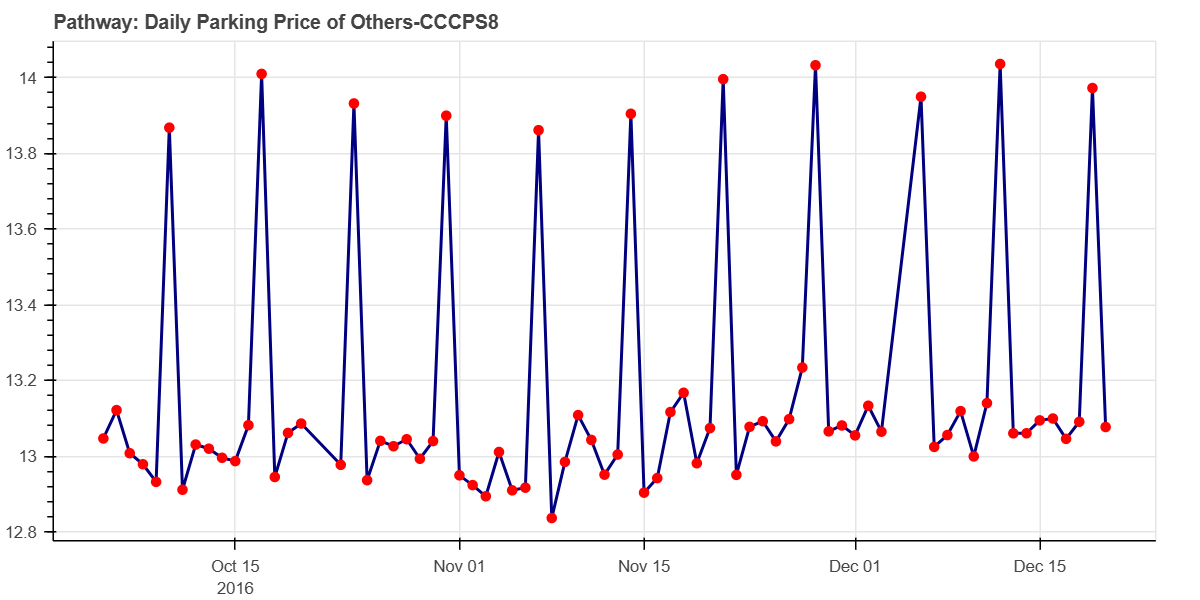 Pathway: Daily Parking Price of Others-CCCPS8
14
13.8
13.6
13.4
13.2
13
12.8
Oct 15
2016
Nov 01
Nov 15
Dec 01
Dec 15